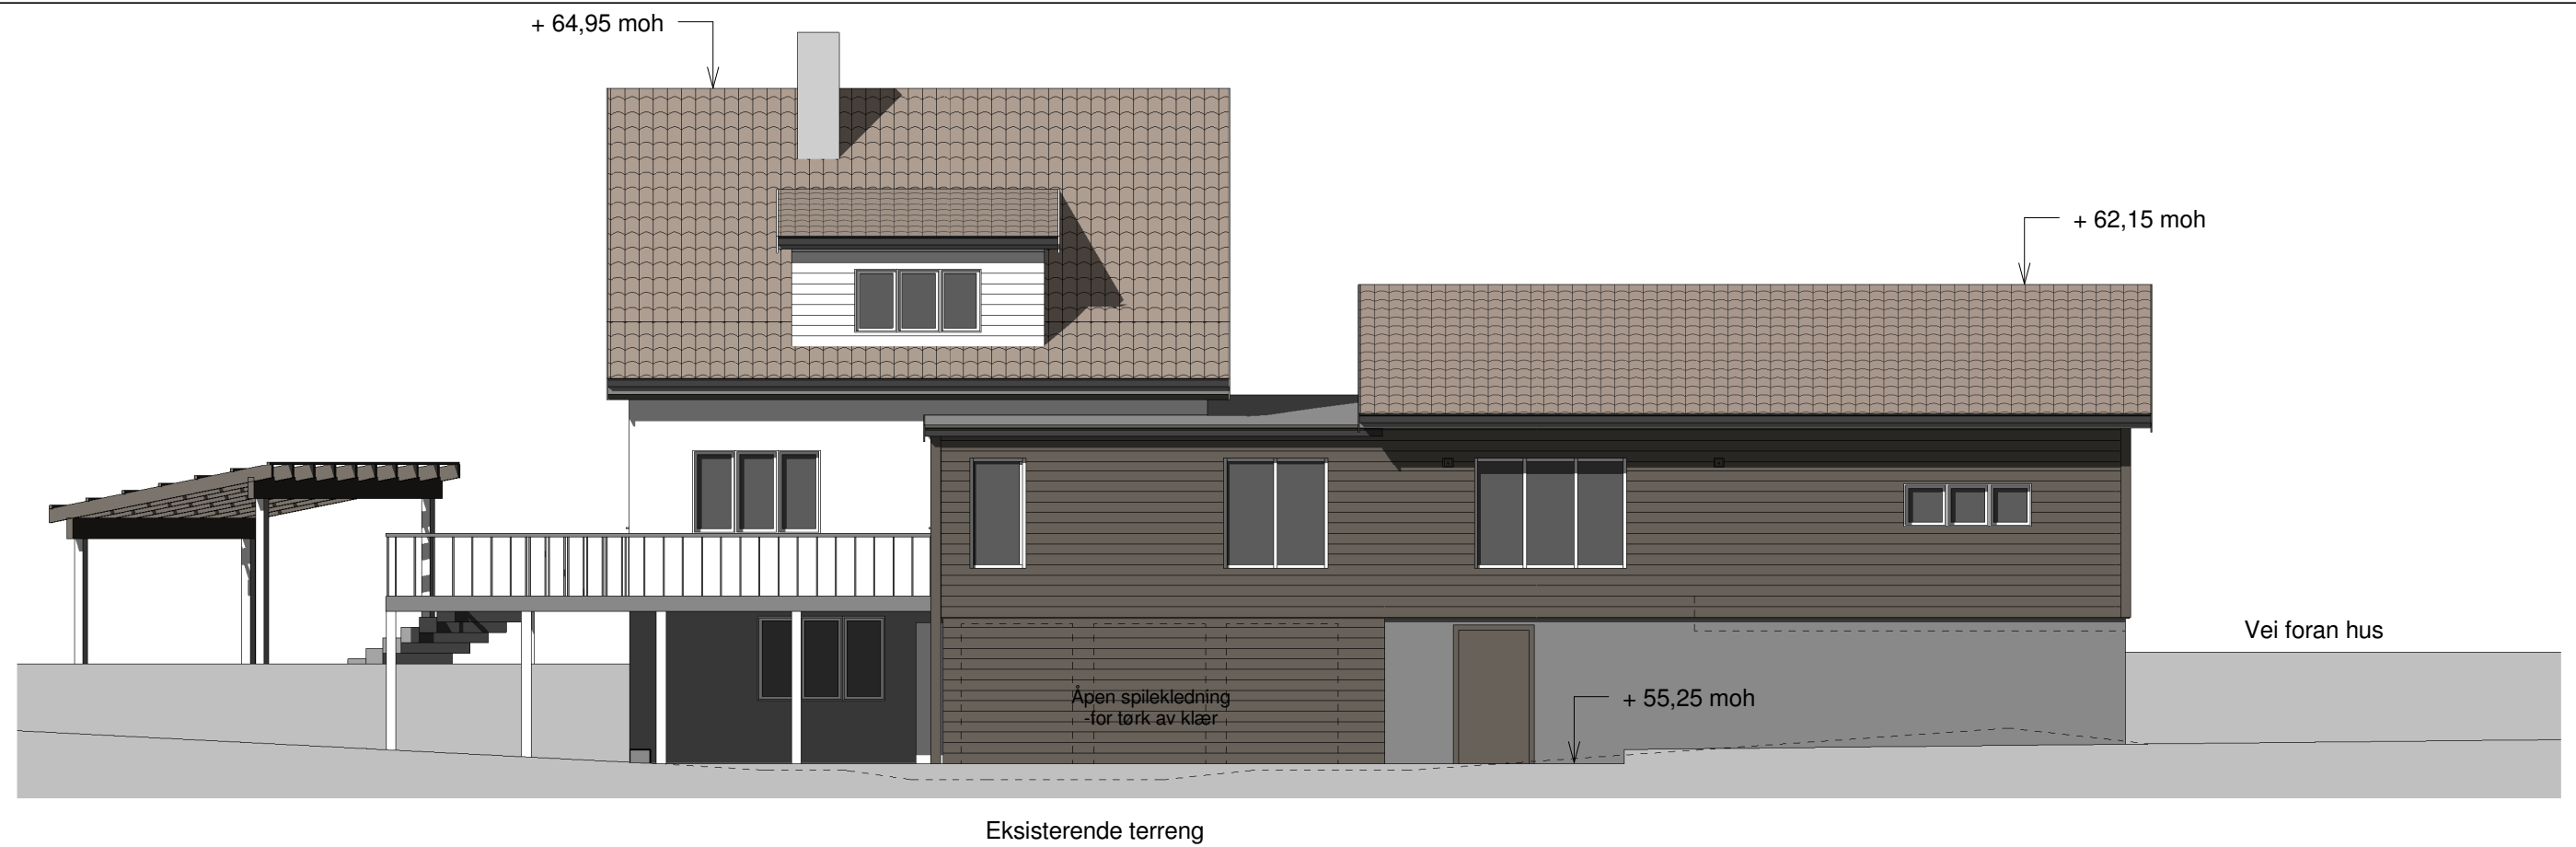 + 64,95 moh
+ 62,15 moh
Vei foran hus
Åpen spilekledning
-for tørk av klær
+ 55,25 moh
Eksisterende terreng